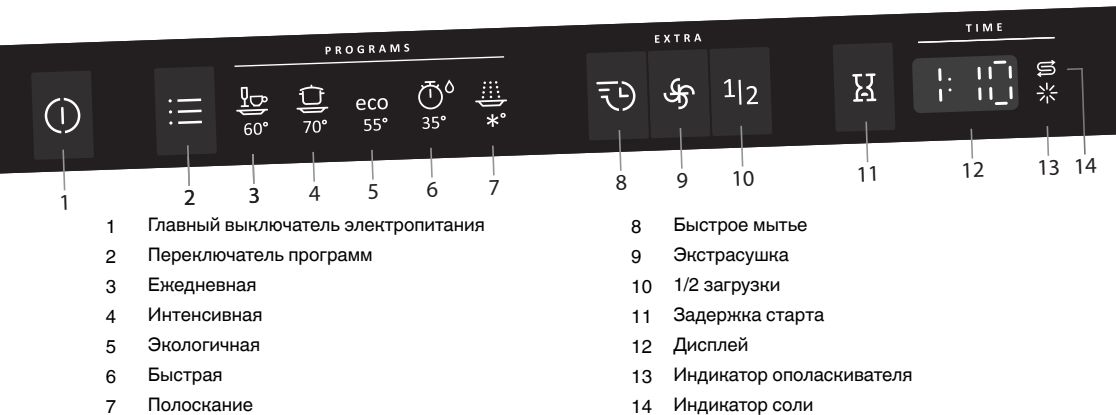 PROGRAMS EXTRA TIME
1|2 1:10
eco
60° 70° 55° 35° *°
1 2 3 4 5 6 7 8 9 10 11 12 13 14
1 Главный выключатель электропитания
2 Переключатель программ
3 Ежедневная
4 Интенсивная
5 Экологичная
6 Быстрая
7 Полоскание
8 Быстрое мытье
9 Экстрасушка
10 1/2 загрузки
11 Задержка старта
12 Дисплей
13 Индикатор ополаскивателя
14 Индикатор соли